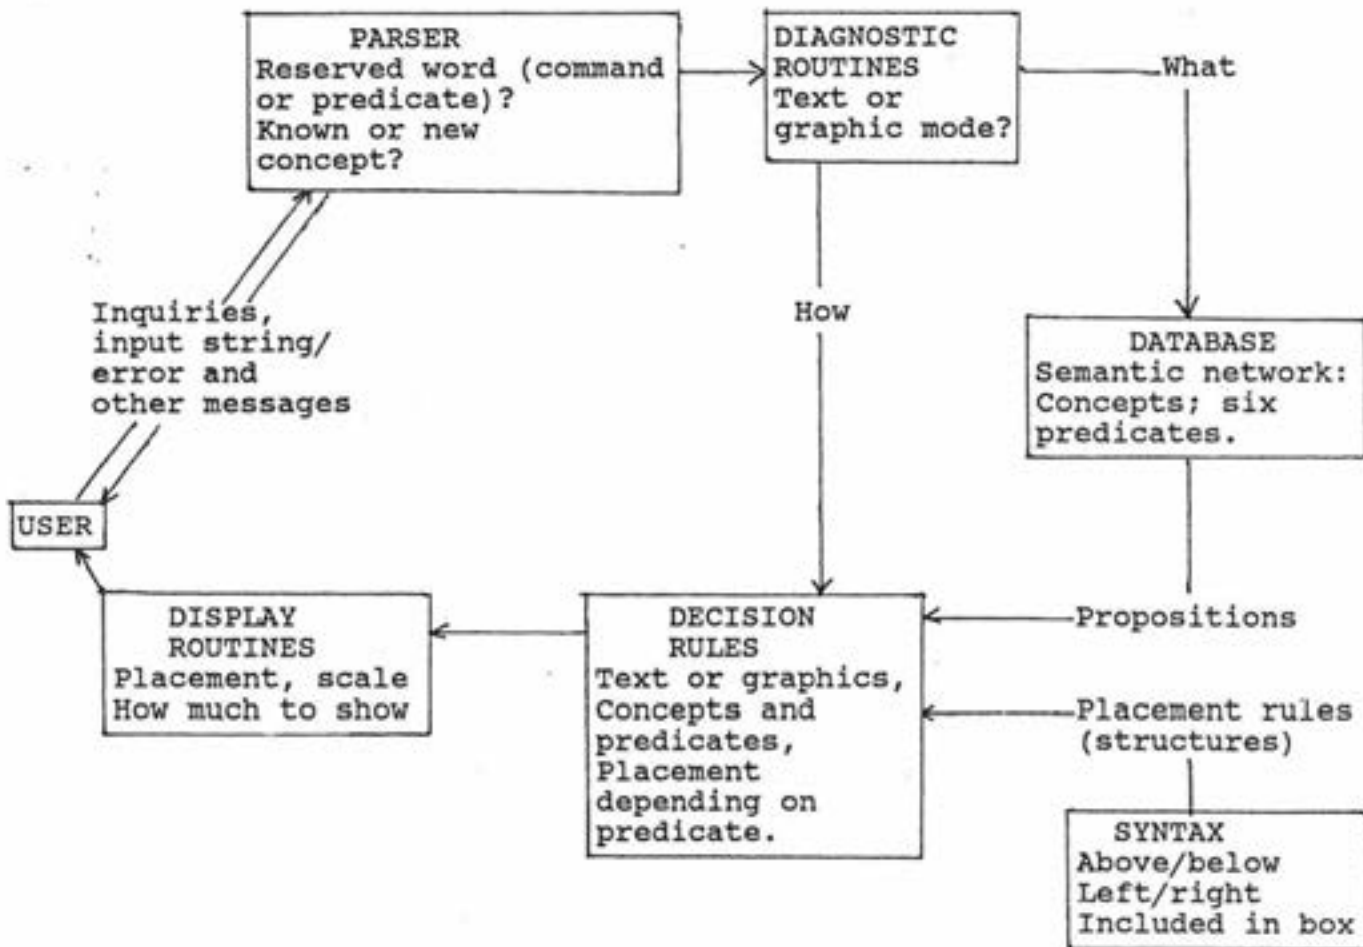 PARSER
Reserved word (command
or predicate)?
Known or new
concept?
DIAGNOSTIC
ROUTINES
Text or
graphic mode?
What
Inquiries,
input string/
error and
other messages
How
DATABASE
Semantic network:
Concepts; six
predicates.
USER
DISPLAY
ROUTINES
Placement, scale
How much to show
DECISION
RULES
Text or graphics,
Concepts and
predicates,
Placement
depending on
predicate.
Propositions
Placement rules
(structures)
SYNTAX
Above/below
Left/right
Included in box